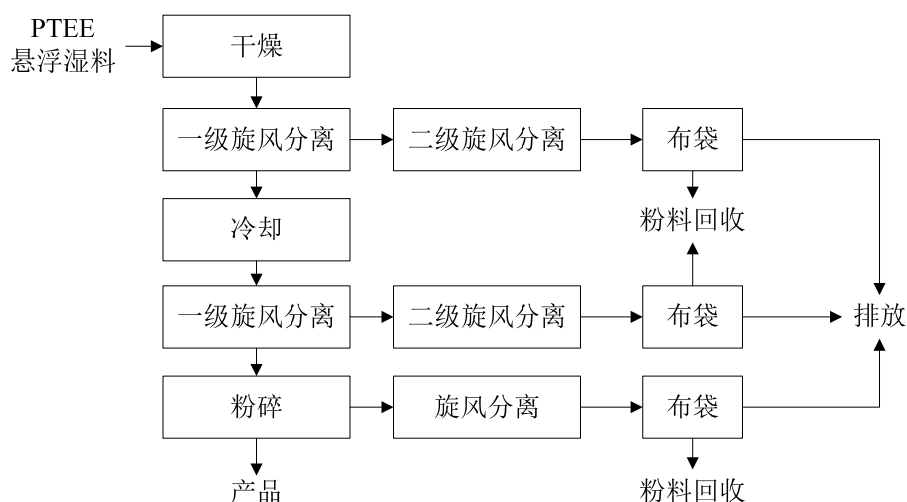 PTEE
悬浮湿料
干燥
一级旋风分离
二级旋风分离
布袋
粉料回收
冷却
一级旋风分离
二级旋风分离
布袋
排放
粉碎
旋风分离
布袋
产品
粉料回收